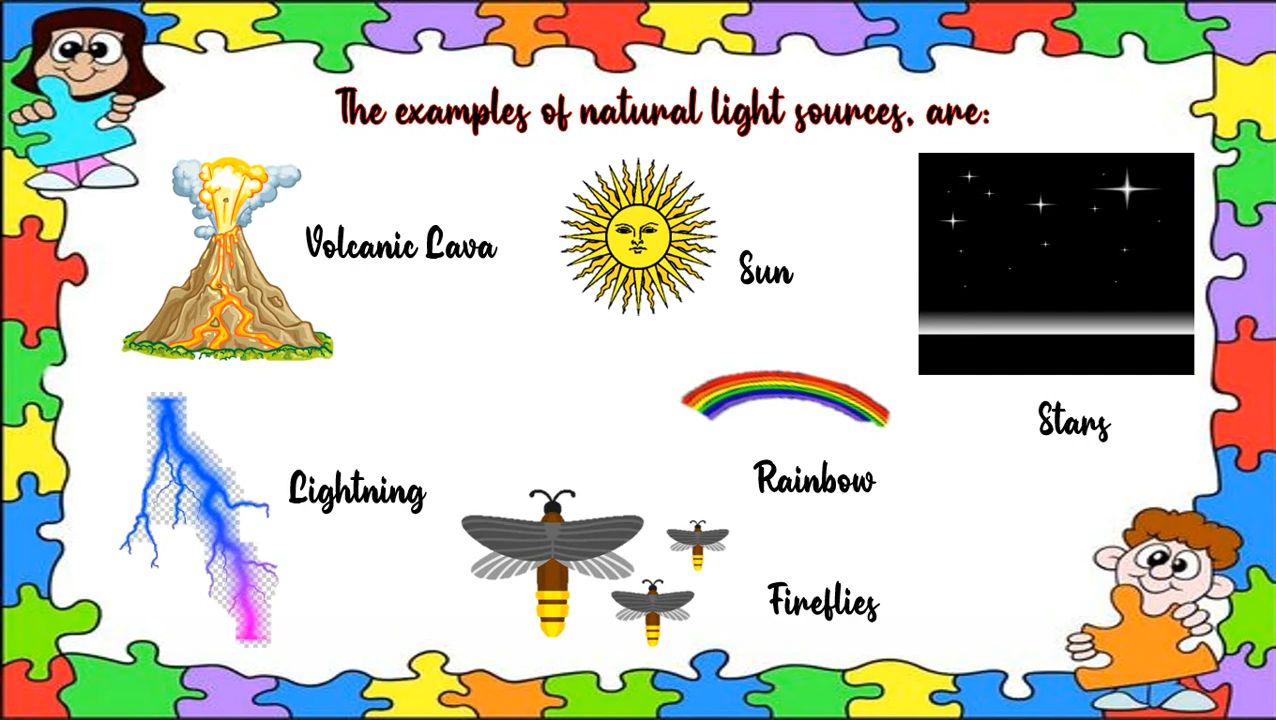 The examples of natural light sources, are:
Volcanic Lava
Sun
Stars
Lightning
Rainbow
Fireflies